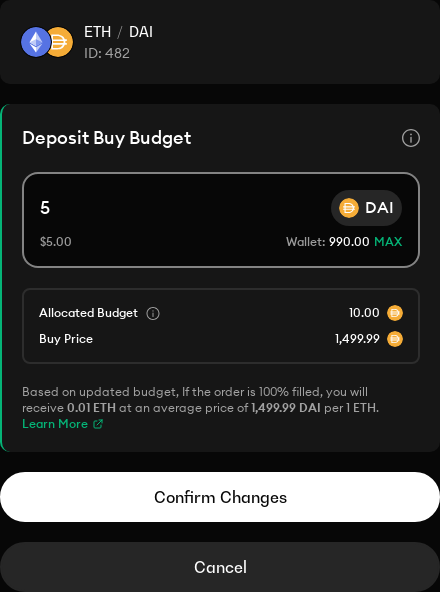 ETH / DAI
ID: 482
Deposit Buy Budget
5
DAI
$5.00
Wallet: 990.00 MAX
Allocated Budget
10.00
Buy Price
1,499.99
Based on updated budget, If the order is 100% filled, you will
receive 0.01 ETH at an average price of 1,499.99 DAI per 1 ETH.
Learn More
Confirm Changes
Cancel